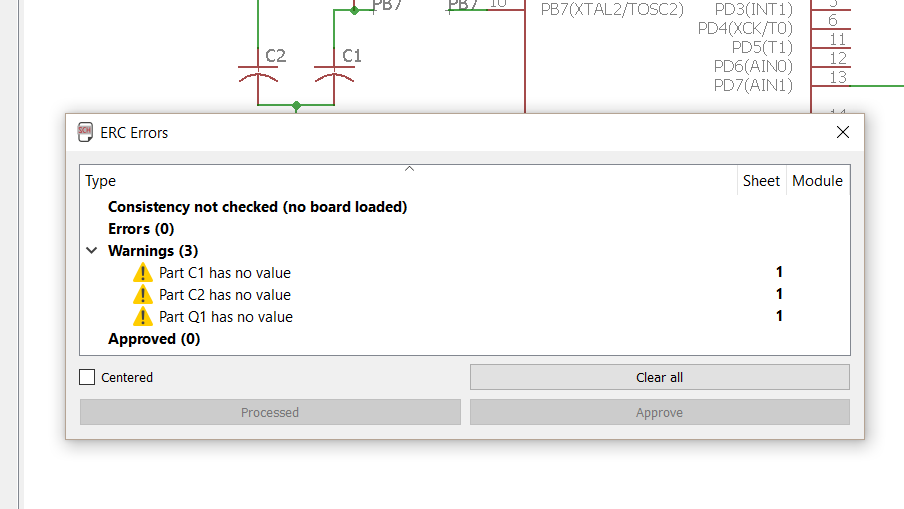 PB7
PB7
10
PB7(XTAL2/TOSC2)
PD3(INT1)
5
PD4(XCK/T0)
6
PD5(T1)
11
PD6(AIN0)
12
PD7(AIN1)
13
C2
C1
14
SCH
ERC Errors
Type
Sheet
Module
Consistency not checked (no board loaded)
Errors (0)
Warnings (3)
Part C1 has no value
1
Part C2 has no value
1
Part Q1 has no value
1
Approved (0)
Centered
Clear all
Processed
Approve